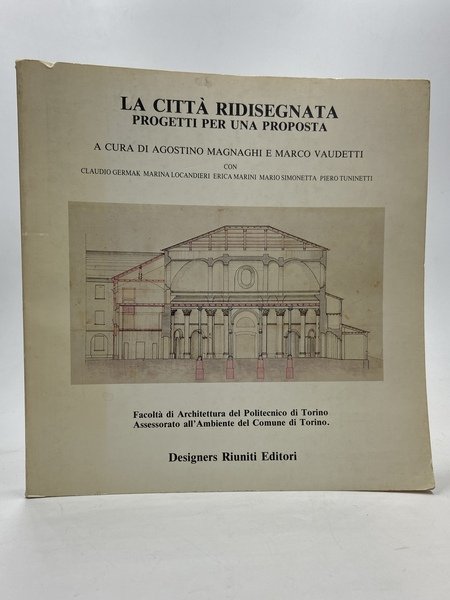 LA CITTÀ RIDISEGNATA
PROGETTI PER UNA PROPOSTA
A CURA DI AGOSTINO MAGNAGHI E MARCO VAUDETTI
CON
CLAUDIO GERMAK MARINA LOCANDIERI ERICA MARINI MARIO SIMONETTA PIERO TUNINETTI
Facoltà di Architettura del Politecnico di Torino
Assessorato all'Ambiente del Comune di Torino.
Designers Riuniti Editori